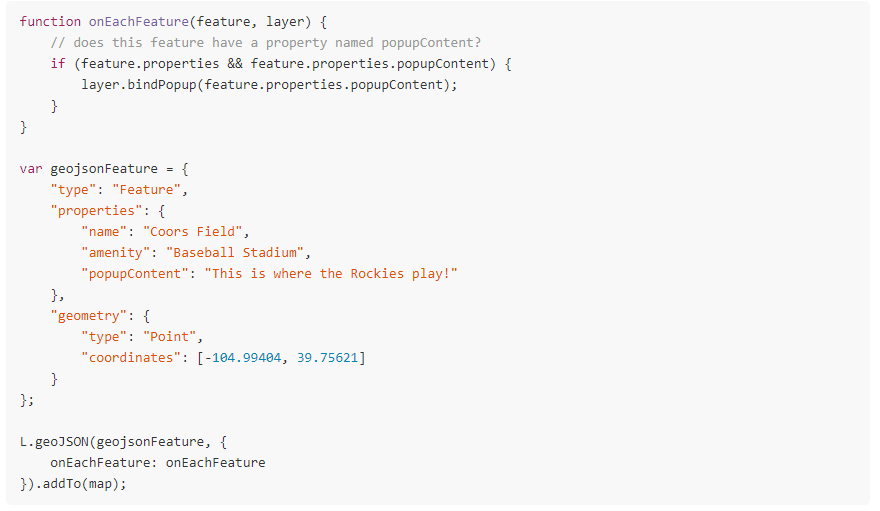 function onEachFeature(feature, layer) {
    // does this feature have a property named popupContent?
    if (feature.properties && feature.properties.popupContent) {
        layer.bindPopup(feature.properties.popupContent);
    }
}

var geojsonFeature = {
    "type": "Feature",
    "properties": {
        "name": "Coors Field",
        "amenity": "Baseball Stadium",
        "popupContent": "This is where the Rockies play!"
    },
    "geometry": {
        "type": "Point",
        "coordinates": [-104.99404, 39.75621]
    }
};

L.geoJSON(geojsonFeature, {
    onEachFeature: onEachFeature
}).addTo(map);